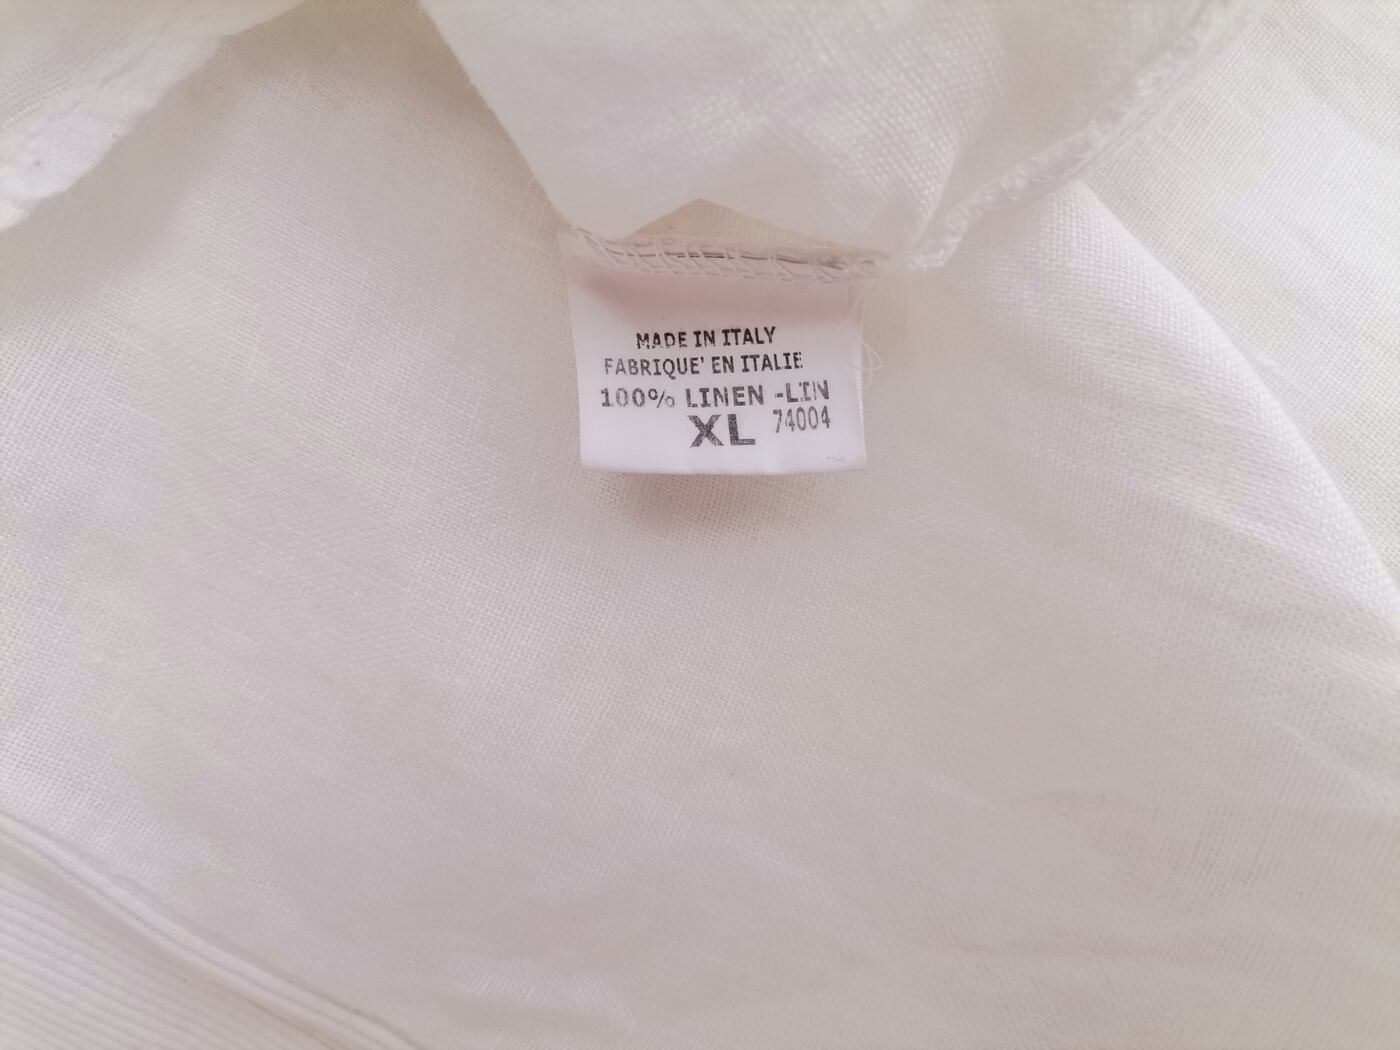 MADE IN ITALY
FABRIQUE' EN ITALIE
100% LINEN -LIN
XL 74004